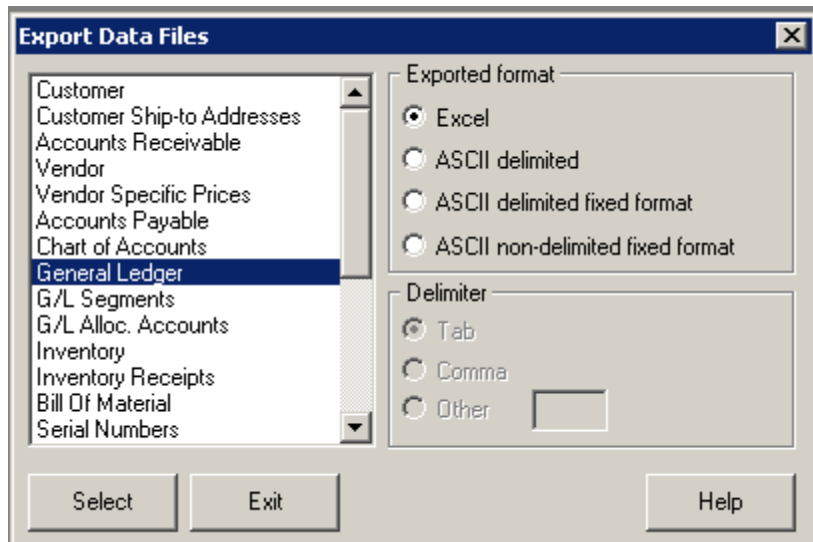 Export Data Files
Customer
Customer Ship-to Addresses
Accounts Receivable
Vendor
Vendor Specific Prices
Accounts Payable
Chart of Accounts
General Ledger
G/L Segments
G/L Alloc. Accounts
Inventory
Inventory Receipts
Bill Of Material
Serial Numbers
Exported format
Excel
ASCII delimited
ASCII delimited fixed format
ASCII non-delimited fixed format
Delimiter
Tab
Comma
Other
Select
Exit
Help